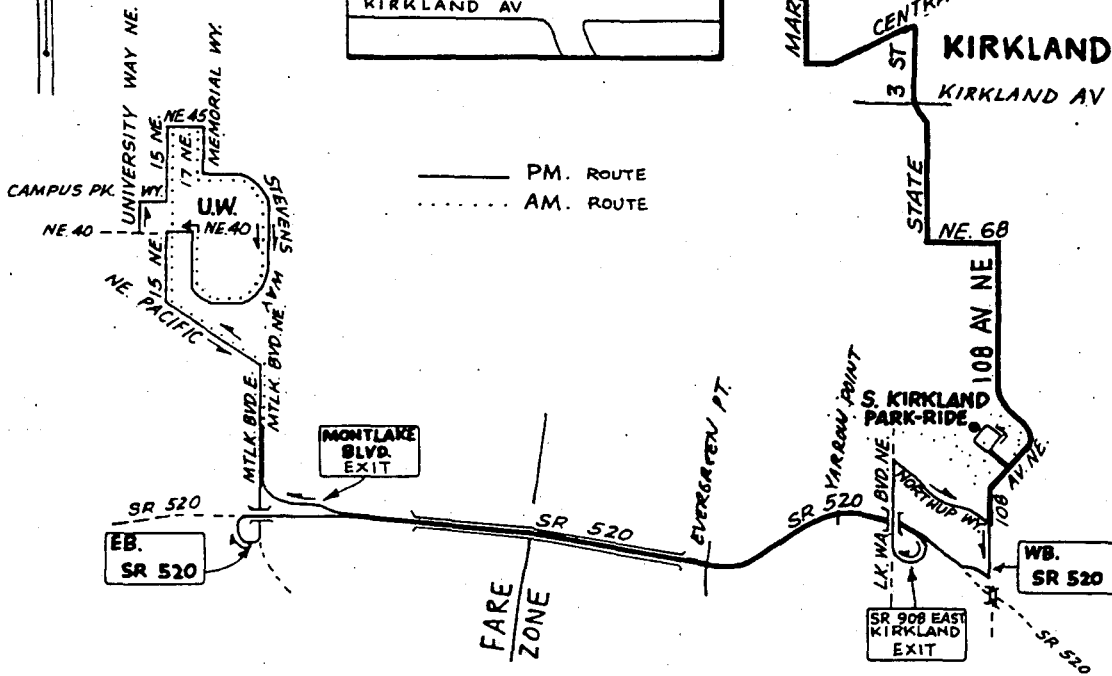 KIRKLAND AV
MAR
CENTRA
KIRKLAND
3 ST
KIRKLAND AV
UNIVERSITY WAY NE.
15 NE.
NE 45
MEMORIAL WY.
17 NE.
CAMPUS PK. WY.
U.W.
NE. 40
NE. 40
STEVENS WAY
15 NE
NE. PACIFIC
PM. ROUTE
AM. ROUTE
STATE
NE. 68
108 AV NE
MTLK. BVD. E.
MTLK. BVD. NE.
MONTLAKE
BLVD.
EXIT
S. KIRKLAND
PARK-RIDE
YARROW POINT
EVERGREEN PT.
108 AV. NE.
NORTHUP WY.
LK WA. BVD. NE
SR 520
SR 520
SR 520
EB.
SR 520
WB.
SR 520
FARE
ZONE
SR 908 EAST
KIRKLAND
EXIT
SR 520